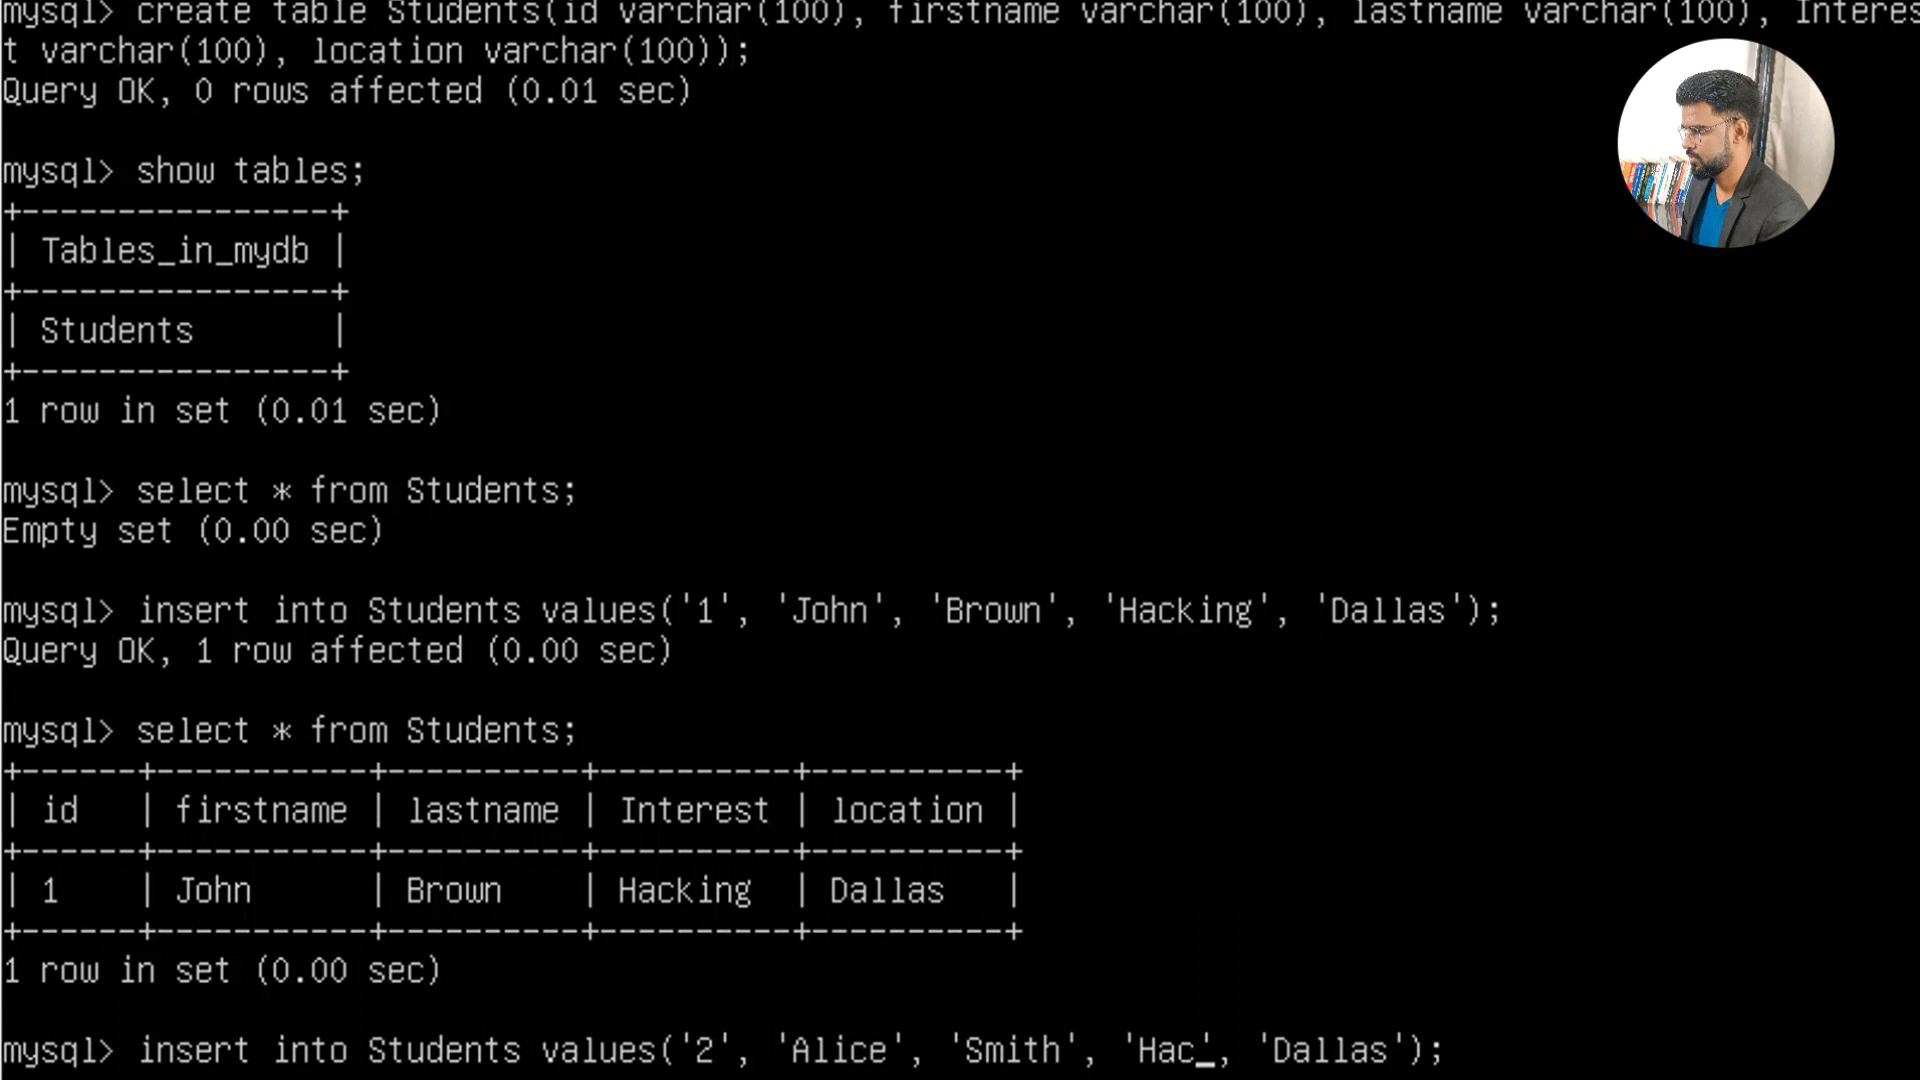 mysql> create table Students(id varchar(100), firstname varchar(100), lastname varchar(100), Interes
t varchar(100), location varchar(100));
Query OK, 0 rows affected (0.01 sec)
mysql> show tables;
+----------------+
| Tables_in_mydb |
+----------------+
| Students       |
+----------------+
1 row in set (0.01 sec)
mysql> select * from Students;
Empty set (0.00 sec)
mysql> insert into Students values('1', 'John', 'Brown', 'Hacking', 'Dallas');
Query OK, 1 row affected (0.00 sec)
mysql> select * from Students;
+------+-----------+----------+----------+----------+
| id   | firstname | lastname | Interest | location |
+------+-----------+----------+----------+----------+
| 1    | John      | Brown    | Hacking  | Dallas   |
+------+-----------+----------+----------+----------+
1 row in set (0.00 sec)
mysql> insert into Students values('2', 'Alice', 'Smith', 'Hac', 'Dallas');